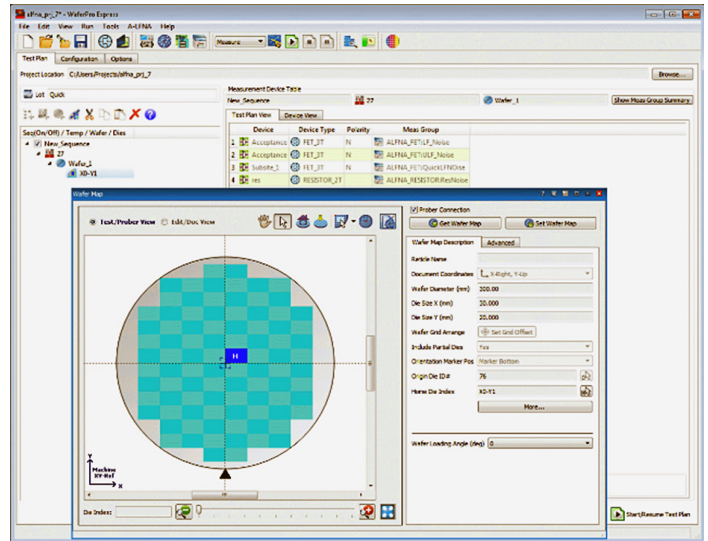 alfna_prj_7* - WaferPro Express
File Edit View Run Tools A-LFNA Help
Measure
Test Plan Configuration Options
Project Location C:/Users/Projects/alfna_prj_7 Browse...
Lot Quick
Measurement Device Table
New_Sequence 27 Wafer_1 Show Meas Group Summary
Test Plan View Device View
Device Device Type Polarity Meas Group
1 Acceptance FET_3T N ALFNA_FET:LF_Noise
2 Acceptance FET_3T N ALFNA_FET:ULF_Noise
3 Subsite_1 FET_3T N ALFNA_FET:QuickLFNOise
4 res RESISTOR_2T ALFNA_RESISTOR:ResNoise
Seq(On/Off) / Temp / Wafer / Dies
New_Sequence
27
Wafer_1
X0-Y1
Wafer Map
Test/Prober View Edit/Doc View
H
Y
Machine
XY-Ref
X
Die Index:
Prober Connection
Get Wafer Map Set Wafer Map
Wafer Map Description Advanced
Reticle Name
Document Coordinates X-Right, Y-Up
Wafer Diameter (mm) 300.00
Die Size X (mm) 30.000
Die Size Y (mm) 20.000
Wafer Grid Arrange Set Grid Offset
Include Partial Dies Yes
Orientation Marker Pos Marker Bottom
Origin Die ID# 76
Home Die Index X0-Y1
More...
Wafer Loading Angle (deg) 0
Start/Resume Test Plan